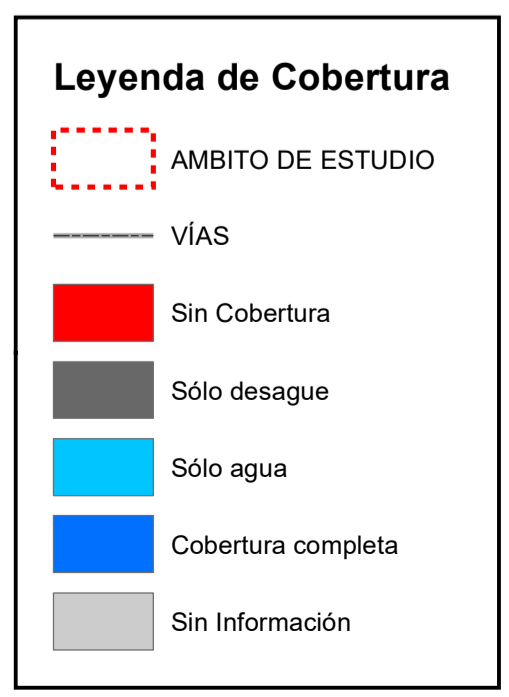 Leyenda de Cobertura
AMBITO DE ESTUDIO
VÍAS
Sin Cobertura
Sólo desague
Sólo agua
Cobertura completa
Sin Información